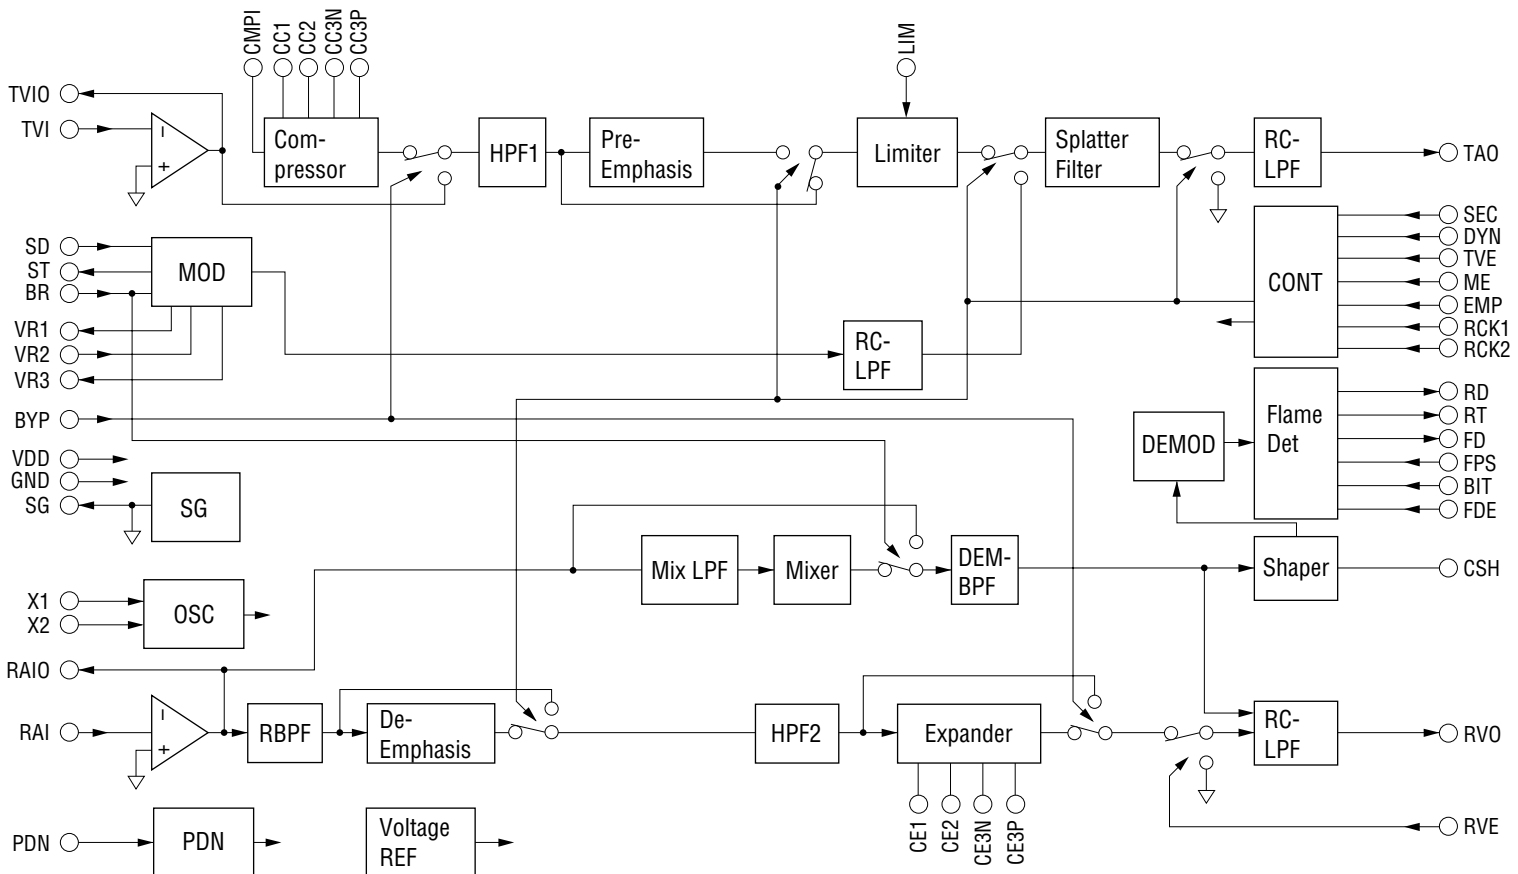 CMPI
CC1
CC2
CC3N
CC3P
LIM
TVIO
TVI
Com-
pressor
HPF1
Pre-
Emphasis
Limiter
Splatter
Filter
RC-
LPF
TAO
SD
ST
BR
MOD
VR1
VR2
VR3
BYP
RC-
LPF
CONT
SEC
DYN
TVE
ME
EMP
RCK1
RCK2
VDD
GND
SG
SG
DEMOD
Flame
Det
RD
RT
FD
FPS
BIT
FDE
Mix LPF
Mixer
DEM-
BPF
Shaper
CSH
X1
X2
OSC
RAIO
RAI
RBPF
De-
Emphasis
HPF2
Expander
RC-
LPF
RVO
CE1
CE2
CE3N
CE3P
RVE
PDN
PDN
Voltage
REF